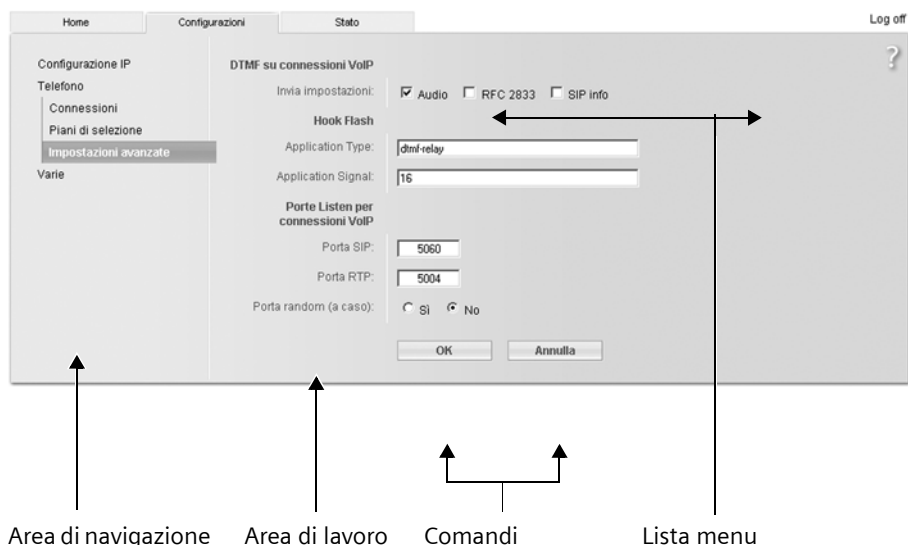 Home Configurazioni Stato Log off
?
Configurazione IP
Telefono
Connessioni
Piani di selezione
Impostazioni avanzate
Varie
DTMF su connessioni VoIP
Invia impostazioni: Audio RFC 2833 SIP info
Hook Flash
Application Type: dtmf-relay
Application Signal: 16
Porte Listen per
connessioni VoIP
Porta SIP: 5060
Porta RTP: 5004
Porta random (a caso): Sì No
OK Annulla
Area di navigazione Area di lavoro Comandi Lista menu